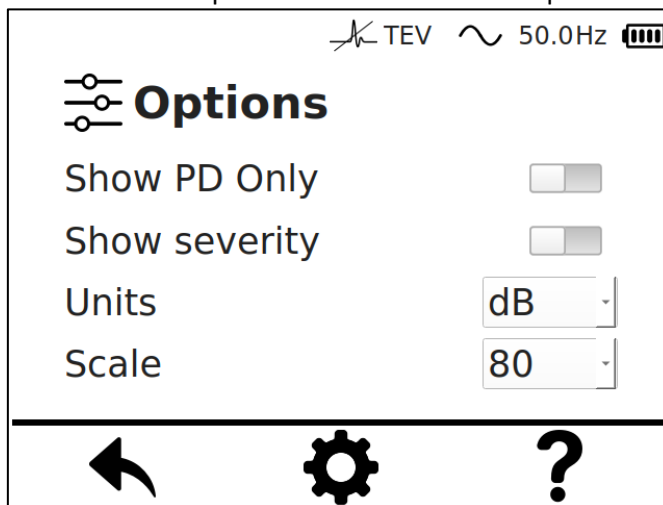 TEV 50.0Hz
Options
Show PD Only
Show severity
Units dB
Scale 80
?